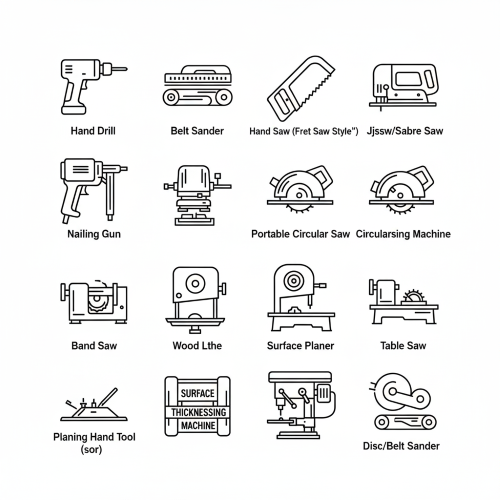 Hand Drill
Belt Sander
Hand Saw (Fret Saw Style")
Jjssw/Sabre Saw
Nailing Gun
Portable Circular Saw
Circularsing Machine
Band Saw
Wood Lthe
Surface Planer
Table Saw
Planing Hand Tool
(sor)
SURFACE
THICKNESSING
MACHINE
Disc/Belt Sander